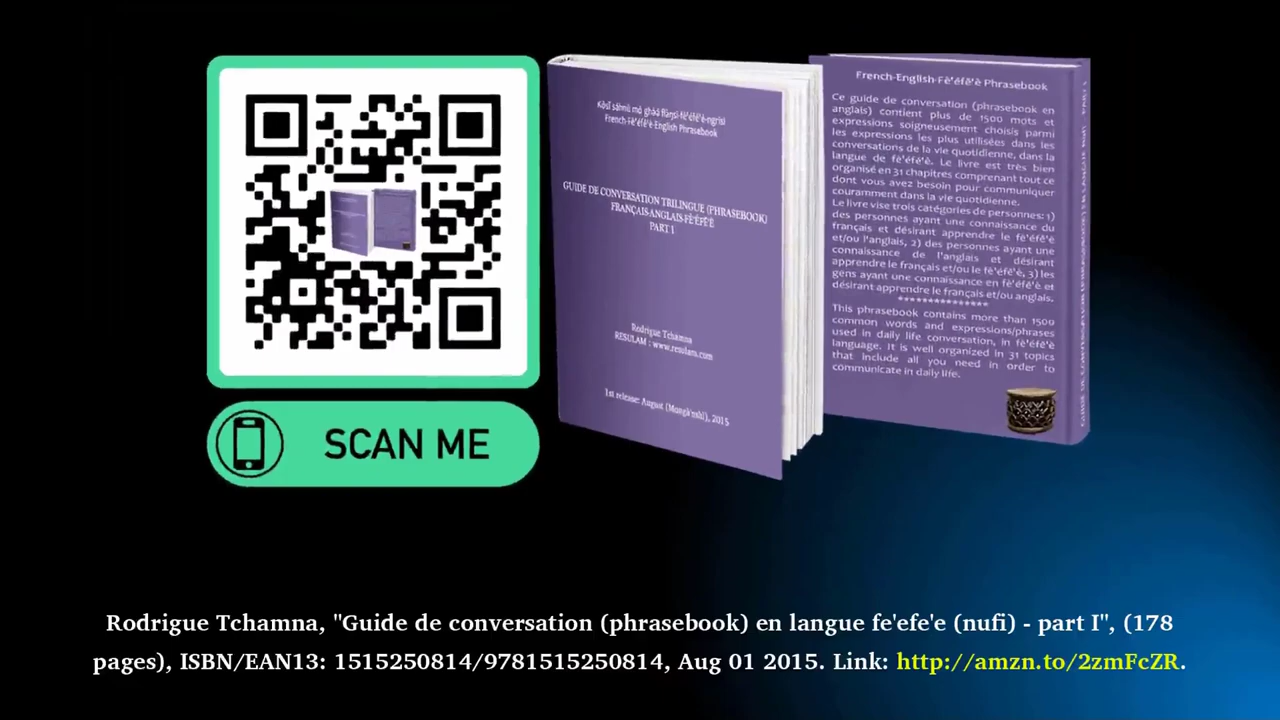 SCAN ME
French-Fè'éfě'è-English Phrasebook
GUIDE DE CONVERSATION TRILINGUE (PHRASEBOOK)
FRANÇAIS-ANGLAIS-FÈ'ÉFĚ'È
PART I
Rodrigue Tchamna
RESULAM : www.resulam.com
1st release: August (Mangà'nshi), 2015
French-English-Fè'éfě'è Phrasebook
Ce guide de conversation (phrasebook en
anglais) contient plus de 1500 mots et
expressions soigneusement choisis parmi
les expressions les plus utilisées dans les
conversations de la vie quotidienne, dans la
langue de fè'éfě'è. Le livre est très bien
organisé en 31 chapitres comprenant tout ce
dont vous avez besoin pour communiquer
couramment dans la vie quotidienne.
Le livre vise trois catégories de personnes: 1)
des personnes ayant une connaissance du
français et désirant apprendre le fè'éfě'è
et/ou l'anglais, 2) des personnes ayant une
connaissance de l'anglais et désirant
apprendre le français et/ou le fè'éfě'è, 3) les
gens ayant une connaissance en fè'éfě'è et
désirant apprendre le français et/ou anglais.
***************
This phrasebook contains more than 1500
common words and expressions/phrases
used in daily life conversation, in fè'éfě'è
language. It is well organized in 31 topics
that include all you need in order to
communicate in daily life.
Rodrigue Tchamna, "Guide de conversation (phrasebook) en langue fe'efe'e (nufi) - part I", (178
pages), ISBN/EAN13: 1515250814/9781515250814, Aug 01 2015. Link: http://amzn.to/2zmFcZR.